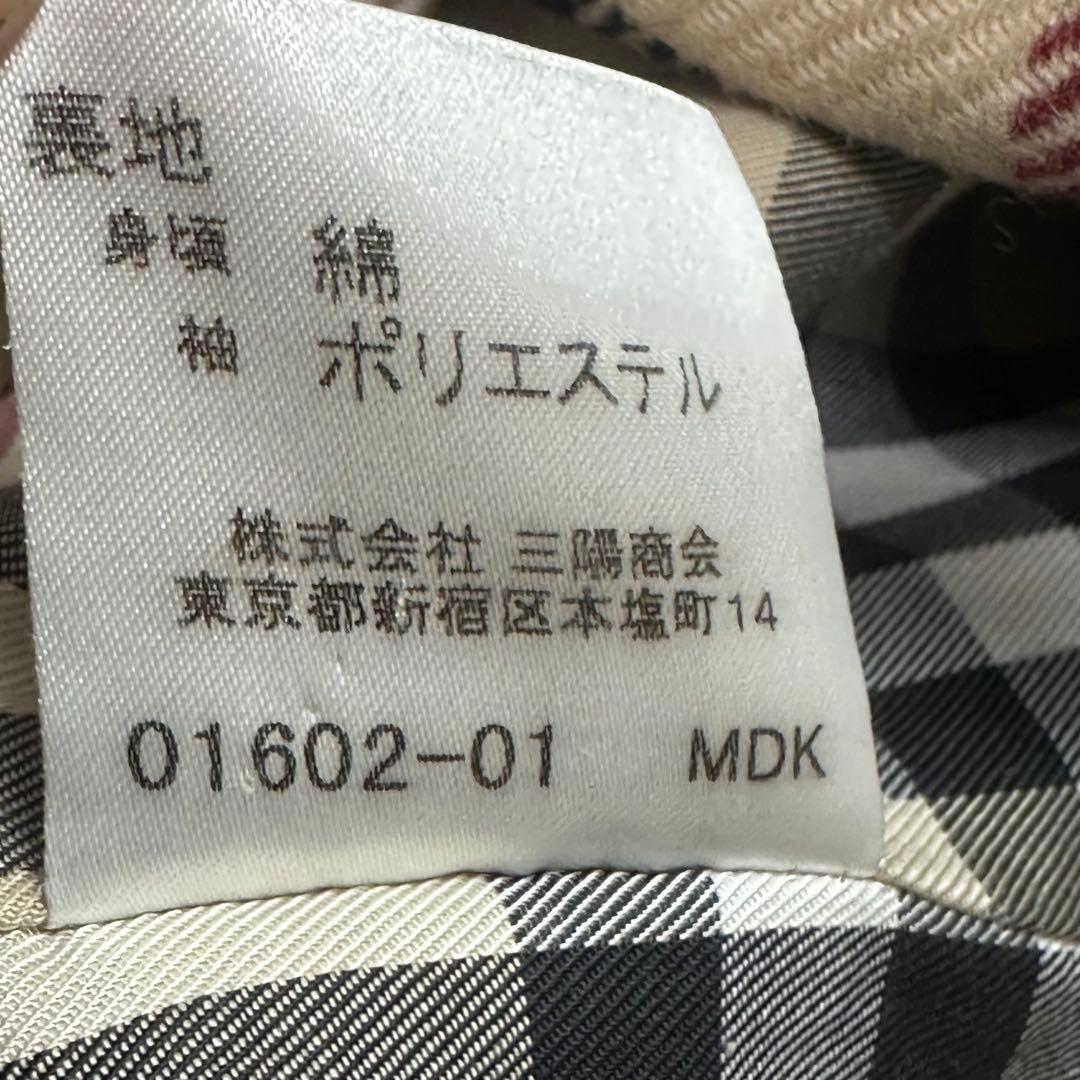 裏地
身頃 綿
袖 ポリエステル
株式会社 三陽商会
東京都新宿区本塩町14
01602-01 MDK